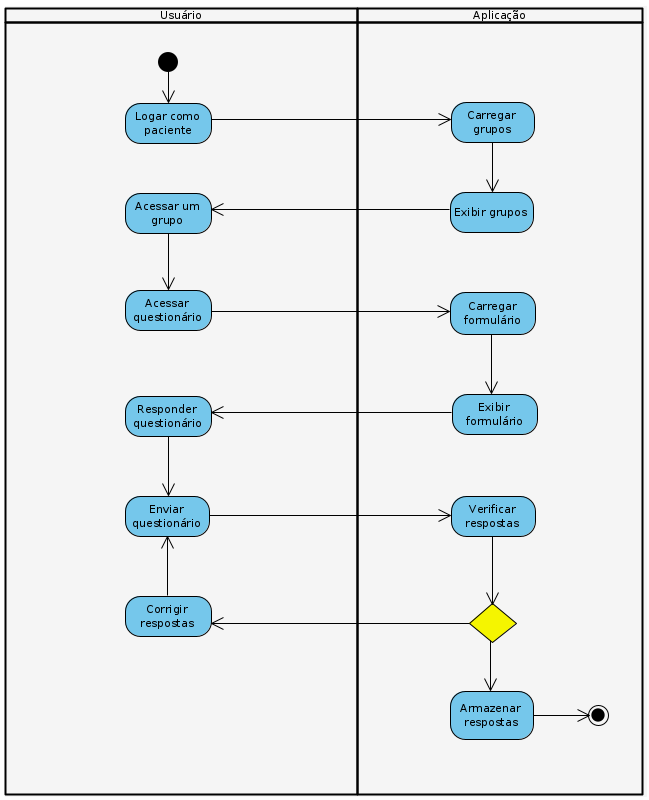 Usuário
Aplicação
Logar como
paciente
Carregar
grupos
Acessar um
grupo
Exibir grupos
Acessar
questionário
Carregar
formulário
Responder
questionário
Exibir
formulário
Enviar
questionário
Verificar
respostas
Corrigir
respostas
Armazenar
respostas